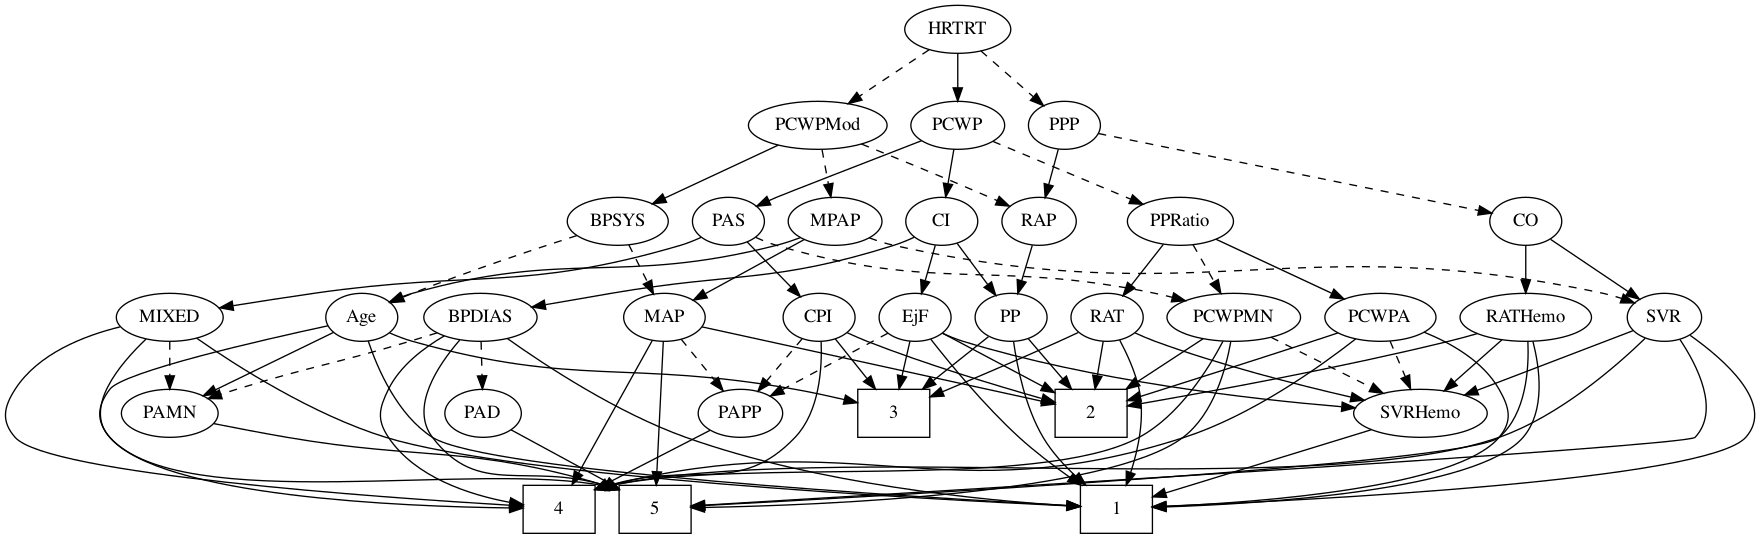 HRTRT
PCWPMod PCWP PPP
BPSYS PAS MPAP CI RAP PPRatio CO
MIXED Age BPDIAS MAP CPI EjF PP RAT PCWPMN PCWPA RATHemo SVR
PAMN PAD PAPP 3 2 SVRHemo
4 5 1